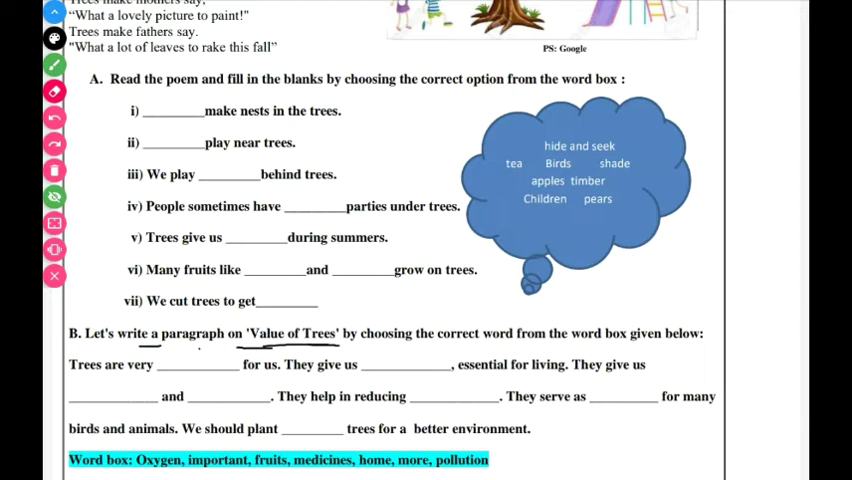 Trees make mothers say,
"What a lovely picture to paint!"
Trees make fathers say.
"What a lot of leaves to rake this fall”
PS: Google
A. Read the poem and fill in the blanks by choosing the correct option from the word box :
i) _________make nests in the trees.
ii) _________play near trees.
iii) We play _________behind trees.
iv) People sometimes have _________parties under trees.
v) Trees give us _________during summers.
vi) Many fruits like _________and _________grow on trees.
vii) We cut trees to get_________
hide and seek
tea Birds shade
apples timber
Children pears
B. Let's write a paragraph on 'Value of Trees' by choosing the correct word from the word box given below:
Trees are very ____________ for us. They give us _____________, essential for living. They give us
_____________ and ____________. They help in reducing _____________. They serve as __________ for many
birds and animals. We should plant _________ trees for a better environment.
Word box: Oxygen, important, fruits, medicines, home, more, pollution